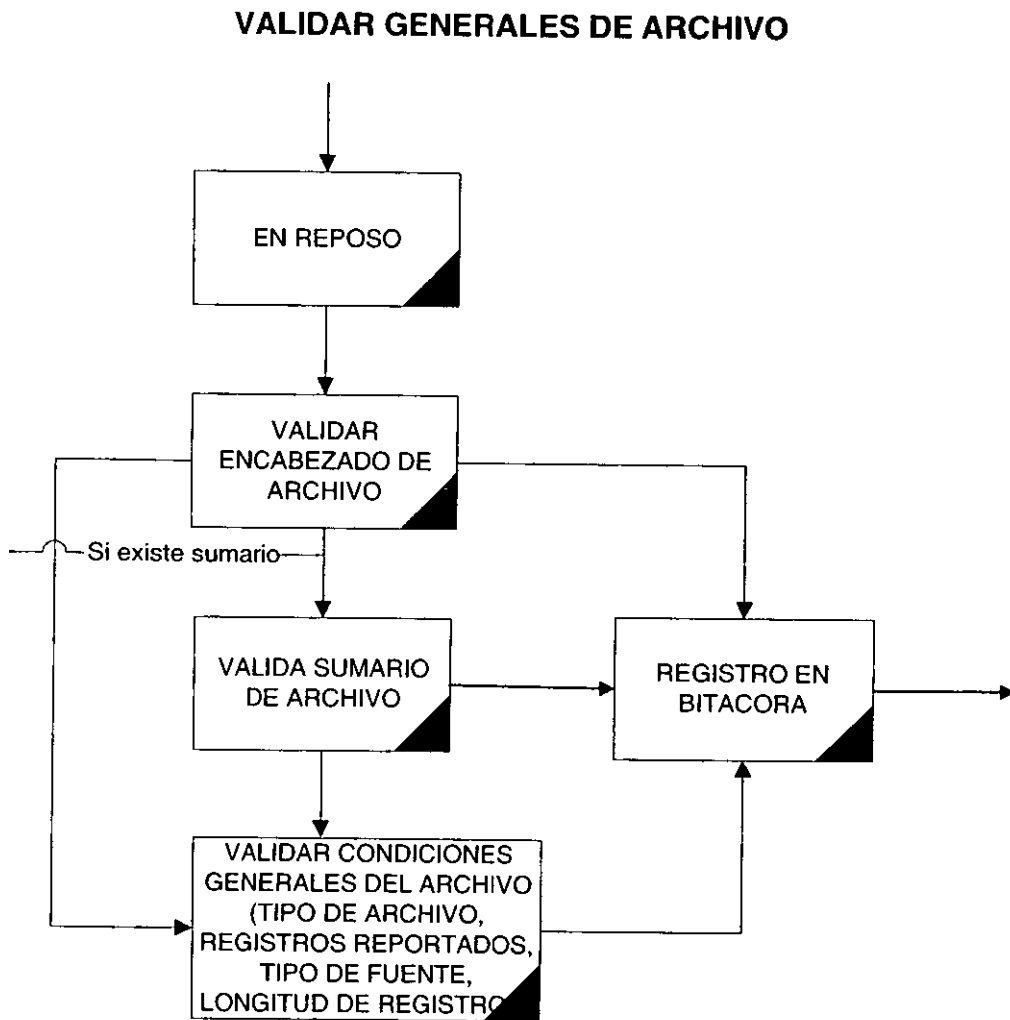 VALIDAR GENERALES DE ARCHIVO
EN REPOSO
VALIDAR
ENCABEZADO DE
ARCHIVO
Si existe sumario
VALIDA SUMARIO
DE ARCHIVO
REGISTRO EN
BITACORA
VALIDAR CONDICIONES
GENERALES DEL ARCHIVO
(TIPO DE ARCHIVO,
REGISTROS REPORTADOS,
TIPO DE FUENTE,
LONGITUD DE REGISTRO